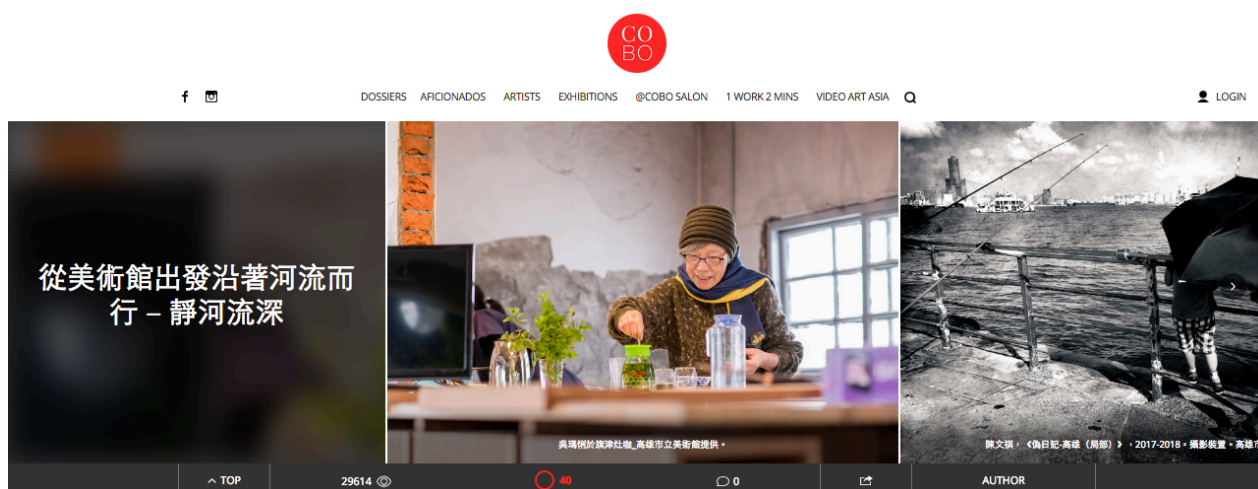 CO
BO
DOSSIERS AFICIONADOS ARTISTS EXHIBITIONS @COBO SALON 1 WORK 2 MINS VIDEO ART ASIA
LOGIN
從美術館出發沿著河流而
行 – 靜河流深
吳瑪悧於旗津灶咖_高雄市立美術館提供。
陳文祺，《偽日記-高雄（局部）》，2017-2018。攝影裝置。高雄市
TOP 29614 40 0 AUTHOR